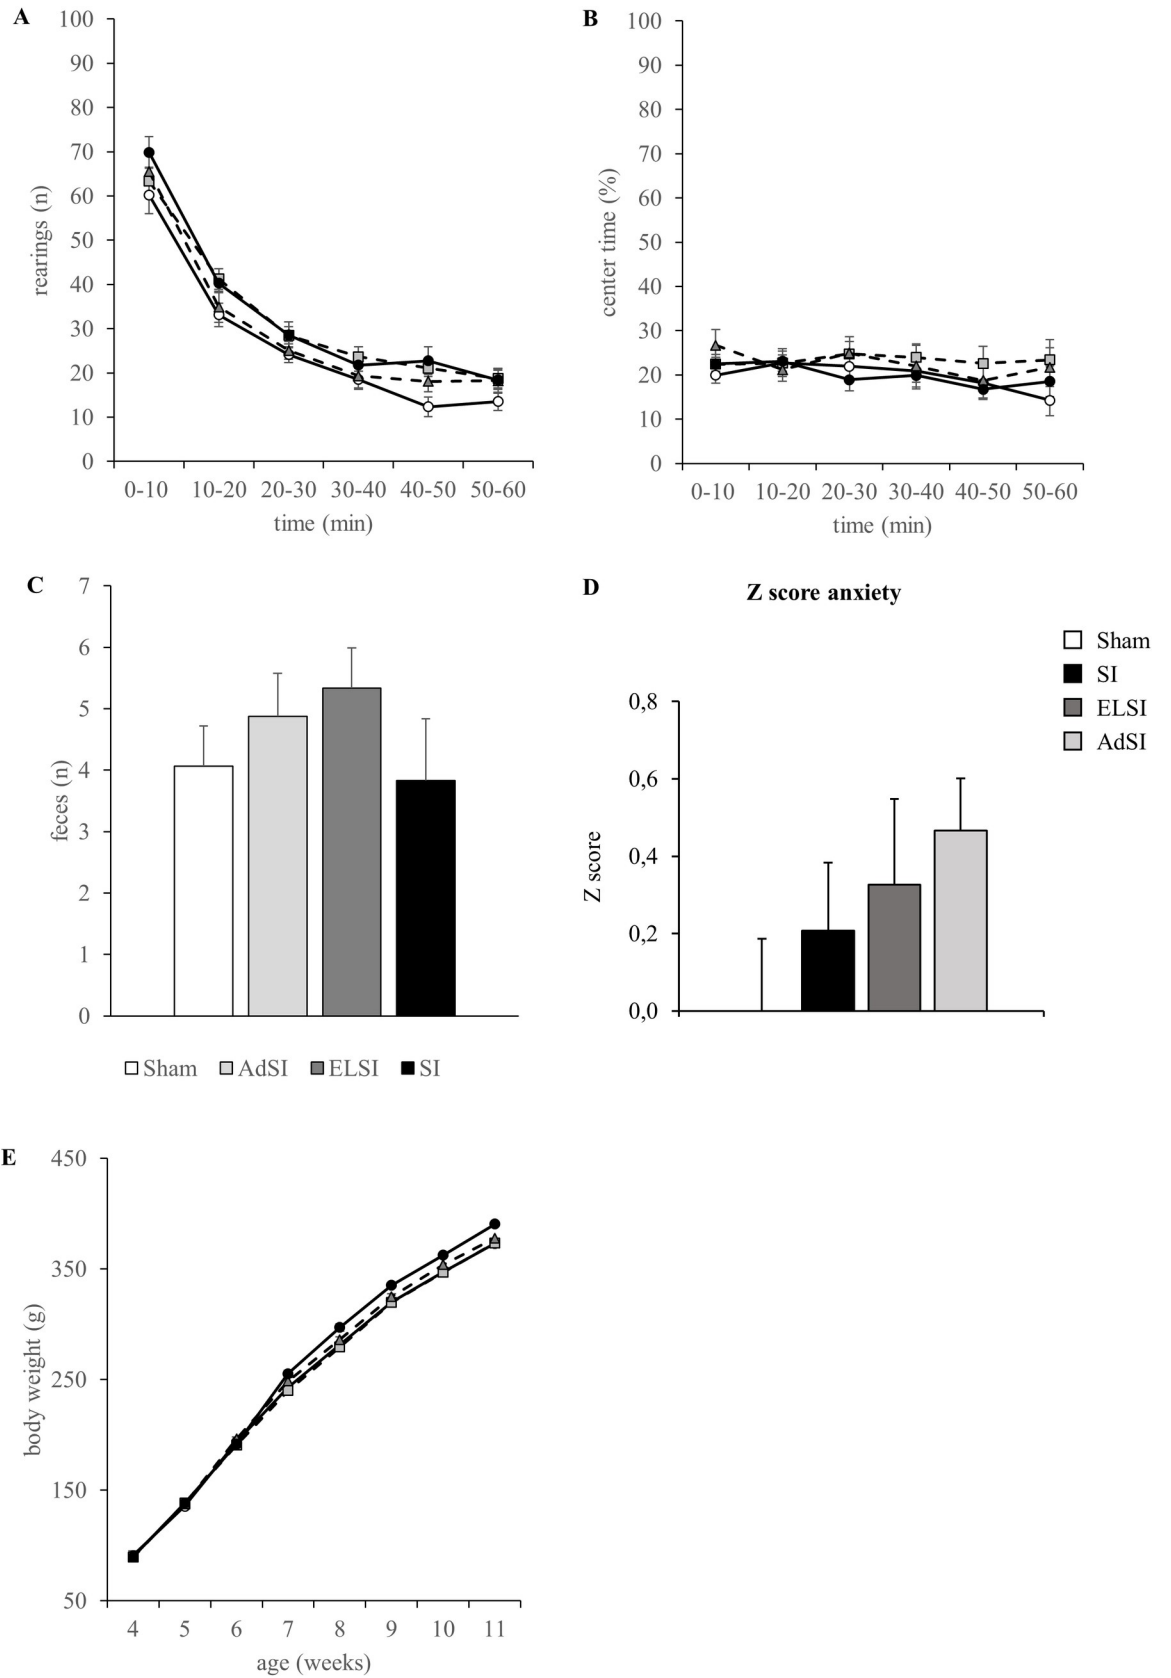 A
100
90
80
70
60
50
40
30
20
10
0
rearings (n)
0-10 10-20 20-30 30-40 40-50 50-60
time (min)
B
100
90
80
70
60
50
40
30
20
10
0
center time (%)
0-10 10-20 20-30 30-40 40-50 50-60
time (min)
C
7
6
5
4
3
2
1
0
feces (n)
Sham AdSI ELSI SI
D
Z score anxiety
Sham
SI
ELSI
AdSI
0,8
0,6
0,4
0,2
0,0
Z score
E
450
350
250
150
50
body weight (g)
4 5 6 7 8 9 10 11
age (weeks)